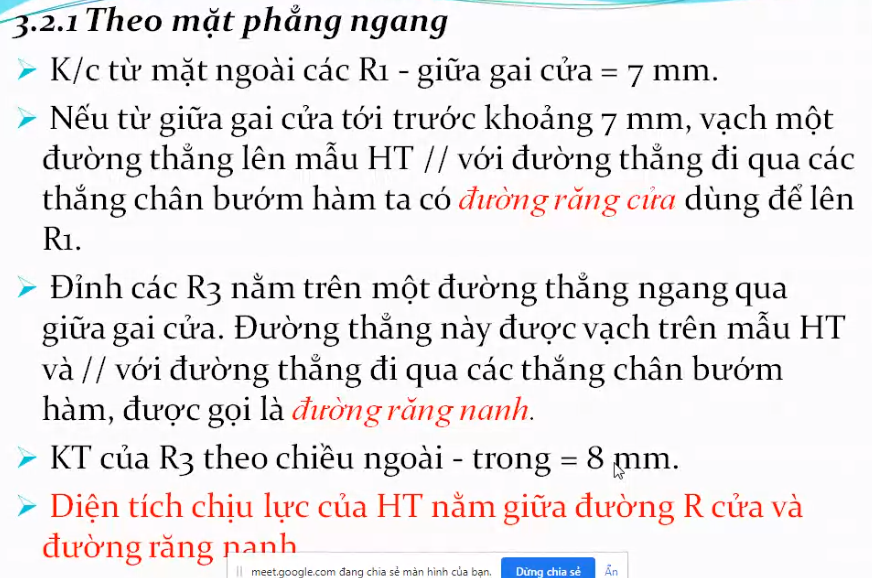 3.2.1 Theo mặt phẳng ngang
K/c từ mặt ngoài các R1 - giữa gai cửa = 7 mm.
Nếu từ giữa gai cửa tới trước khoảng 7 mm, vạch một
đường thẳng lên mẫu HT // với đường thẳng đi qua các
thắng chân bướm hàm ta có đường răng cửa dùng để lên
R1.
Đỉnh các R3 nằm trên một đường thẳng ngang qua
giữa gai cửa. Đường thẳng này được vạch trên mẫu HT
và // với đường thẳng đi qua các thắng chân bướm
hàm, được gọi là đường răng nanh.
KT của R3 theo chiều ngoài - trong = 8 mm.
Diện tích chịu lực của HT nằm giữa đường R cửa và
đường răng nanh
meet.google.com đang chia sẻ màn hình của bạn. Dừng chia sẻ Ẩn